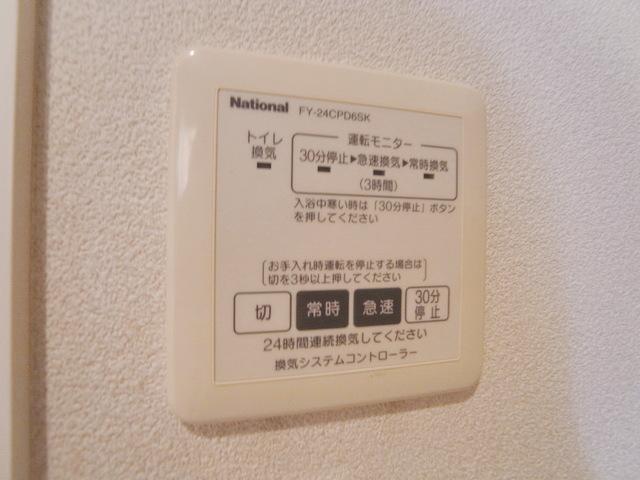 National FY-24CPD6SK
トイレ
換気
運転モニター
30分停止▶急速換気▶常時換気
(3時間)
入浴中寒い時は「30分停止」ボタン
を押してください
お手入れ時運転を停止する場合は
切を3秒以上押してください
切 常時 急速 30分
停止
24時間連続換気してください
換気システムコントローラー